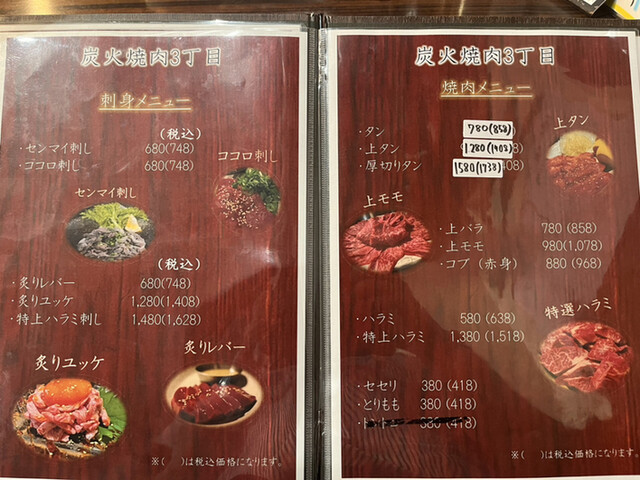 炭火焼肉3丁目
刺身メニュー
(税込)
・センマイ刺し 680(748)
・ココロ刺し 680(748)
ココロ刺し
センマイ刺し
(税込)
・炙りレバー 680(748)
・炙りユッケ 1,280(1,408)
・特上ハラミ刺し 1,480(1,628)
炙りユッケ
炙りレバー
※( )は税込価格になります。
炭火焼肉3丁目
焼肉メニュー
・タン 780(858)
・上タン 1280(1408)
・厚切りタン 1580(1738)
上タン
上モモ
・上バラ 780 (858)
・上モモ 980(1,078)
・コブ (赤身) 880 (968)
・ハラミ 580 (638)
・特上ハラミ 1,380 (1,518)
特選ハラミ
・セセリ 380 (418)
・とりもも 380 (418)
380 (418)
※( )は税込価格になります。